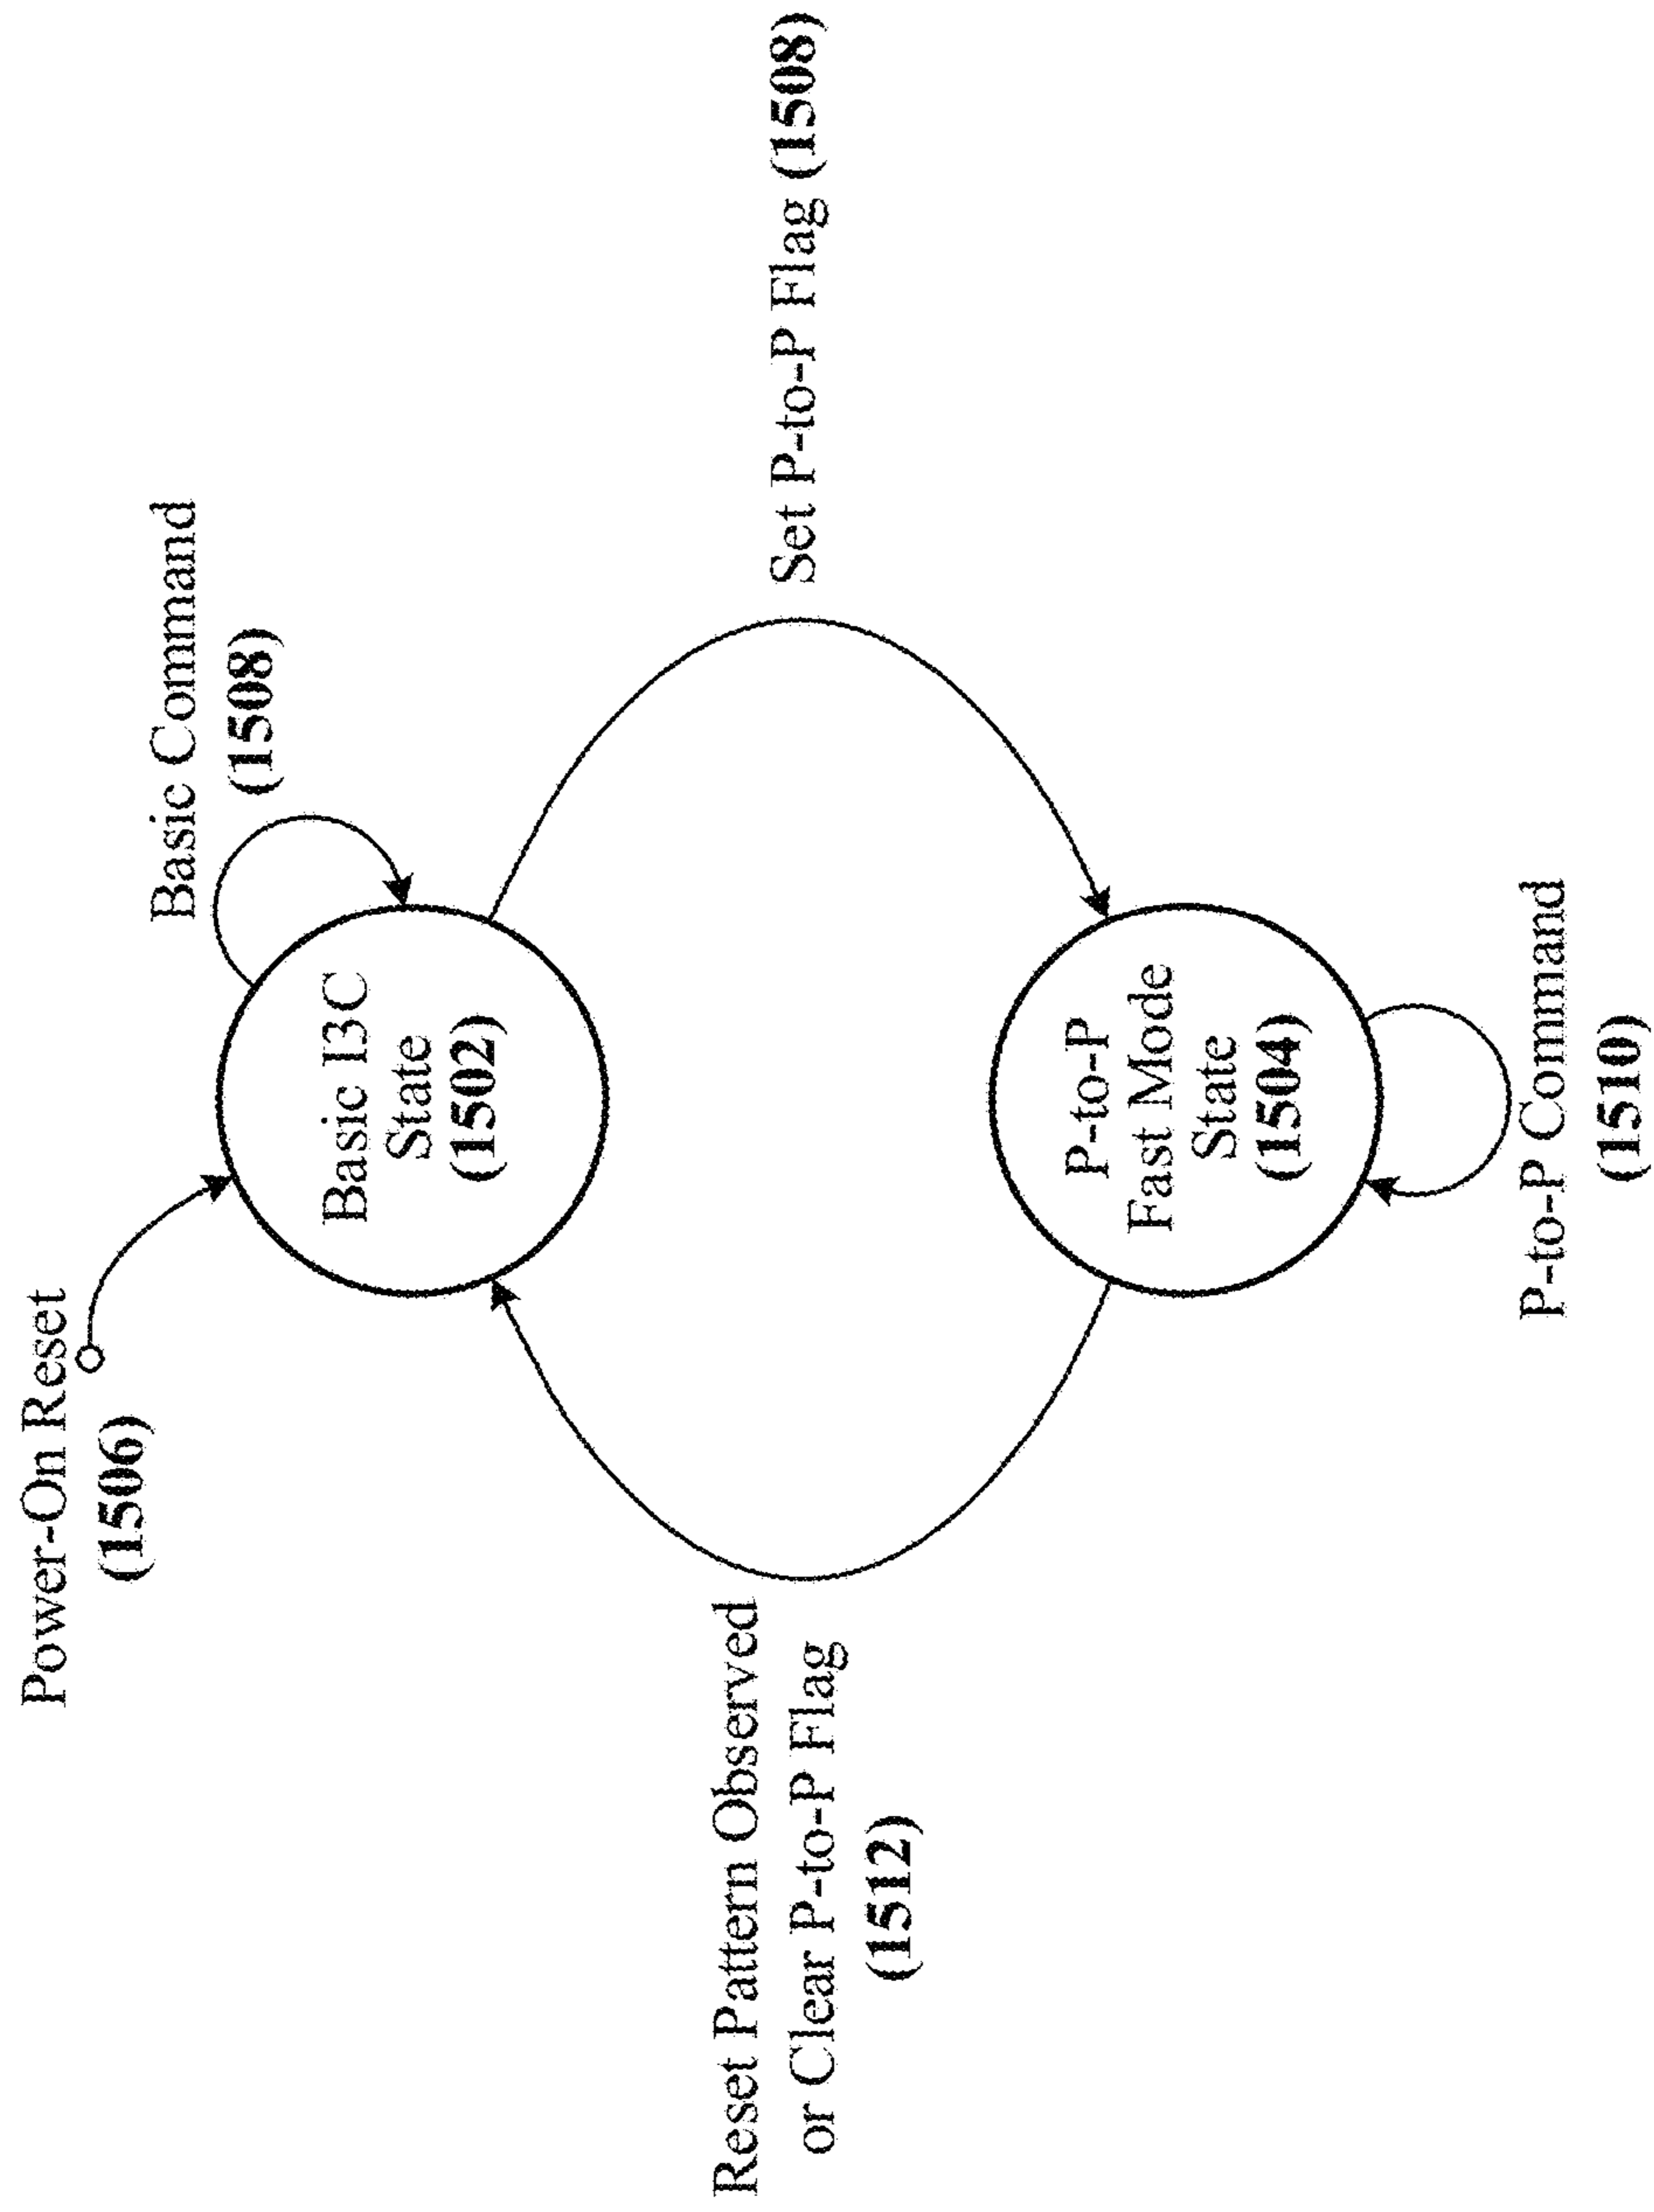 Power-On Reset
(1506)
Basic Command
(1508)
Basic I3C
State
(1502)
Reset Pattern Observed
or Clear P-to-P Flag
(1512)
Set P-to-P Flag (1508)
P-to-P
Fast Mode
State
(1504)
P-to-P Command
(1510)